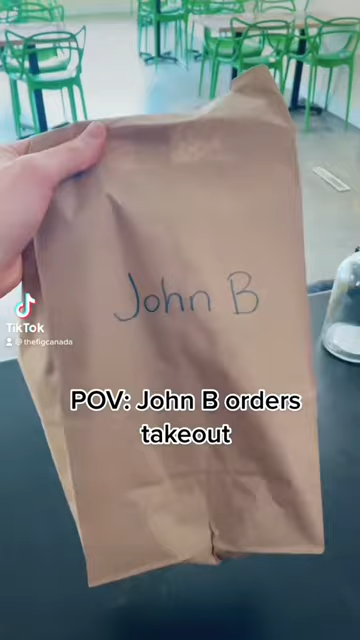 John B
TikTok
@thefigcanada
POV: John B orders
takeout